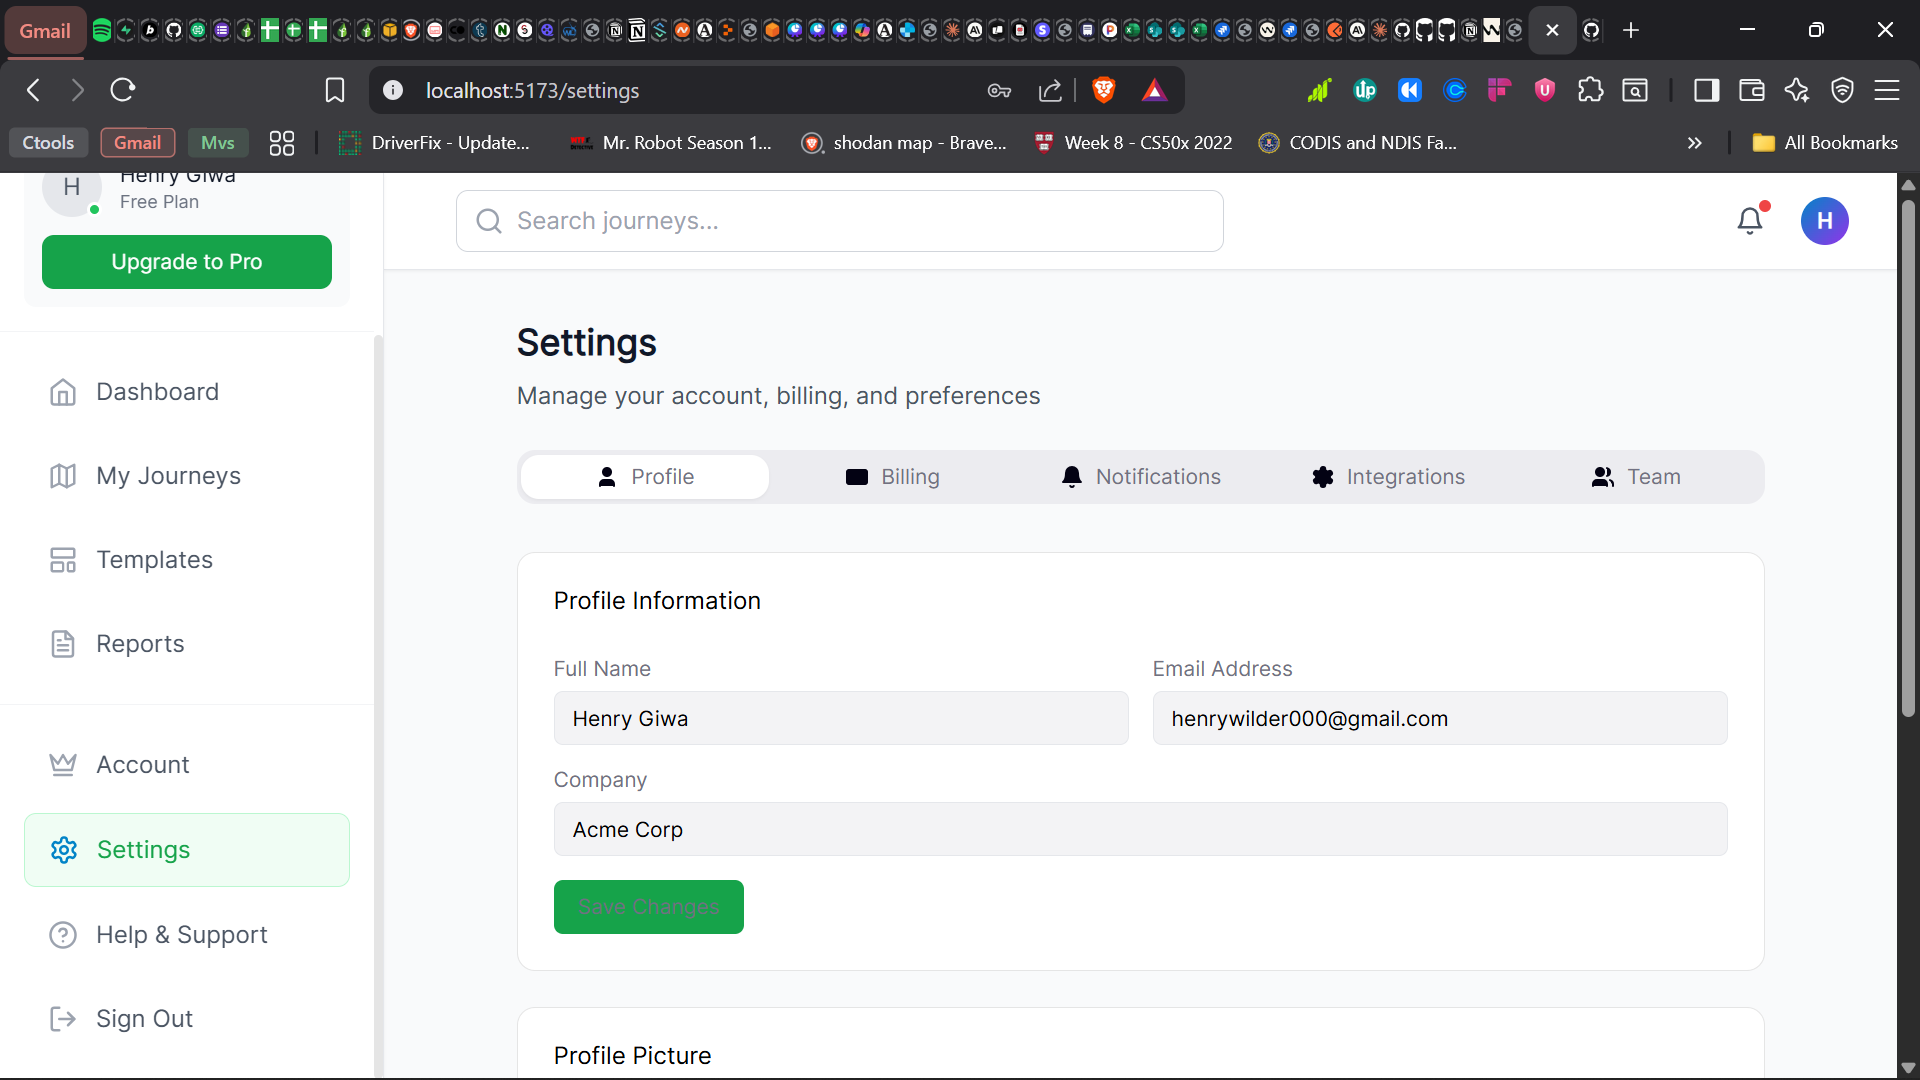 Gmail
localhost:5173/settings
Ctools
Gmail
Mvs
DriverFix - Update...
Mr. Robot Season 1...
shodan map - Brave...
Week 8 - CS50x 2022
CODIS and NDIS Fa...
»
All Bookmarks
H
Henry Giwa
Free Plan
Upgrade to Pro
Search journeys...
H
Settings
Manage your account, billing, and preferences
Profile
Billing
Notifications
Integrations
Team
Dashboard
My Journeys
Templates
Reports
Account
Settings
Help & Support
Sign Out
Profile Information
Full Name
Email Address
Henry Giwa
henrywilder000@gmail.com
Company
Acme Corp
Save Changes
Profile Picture